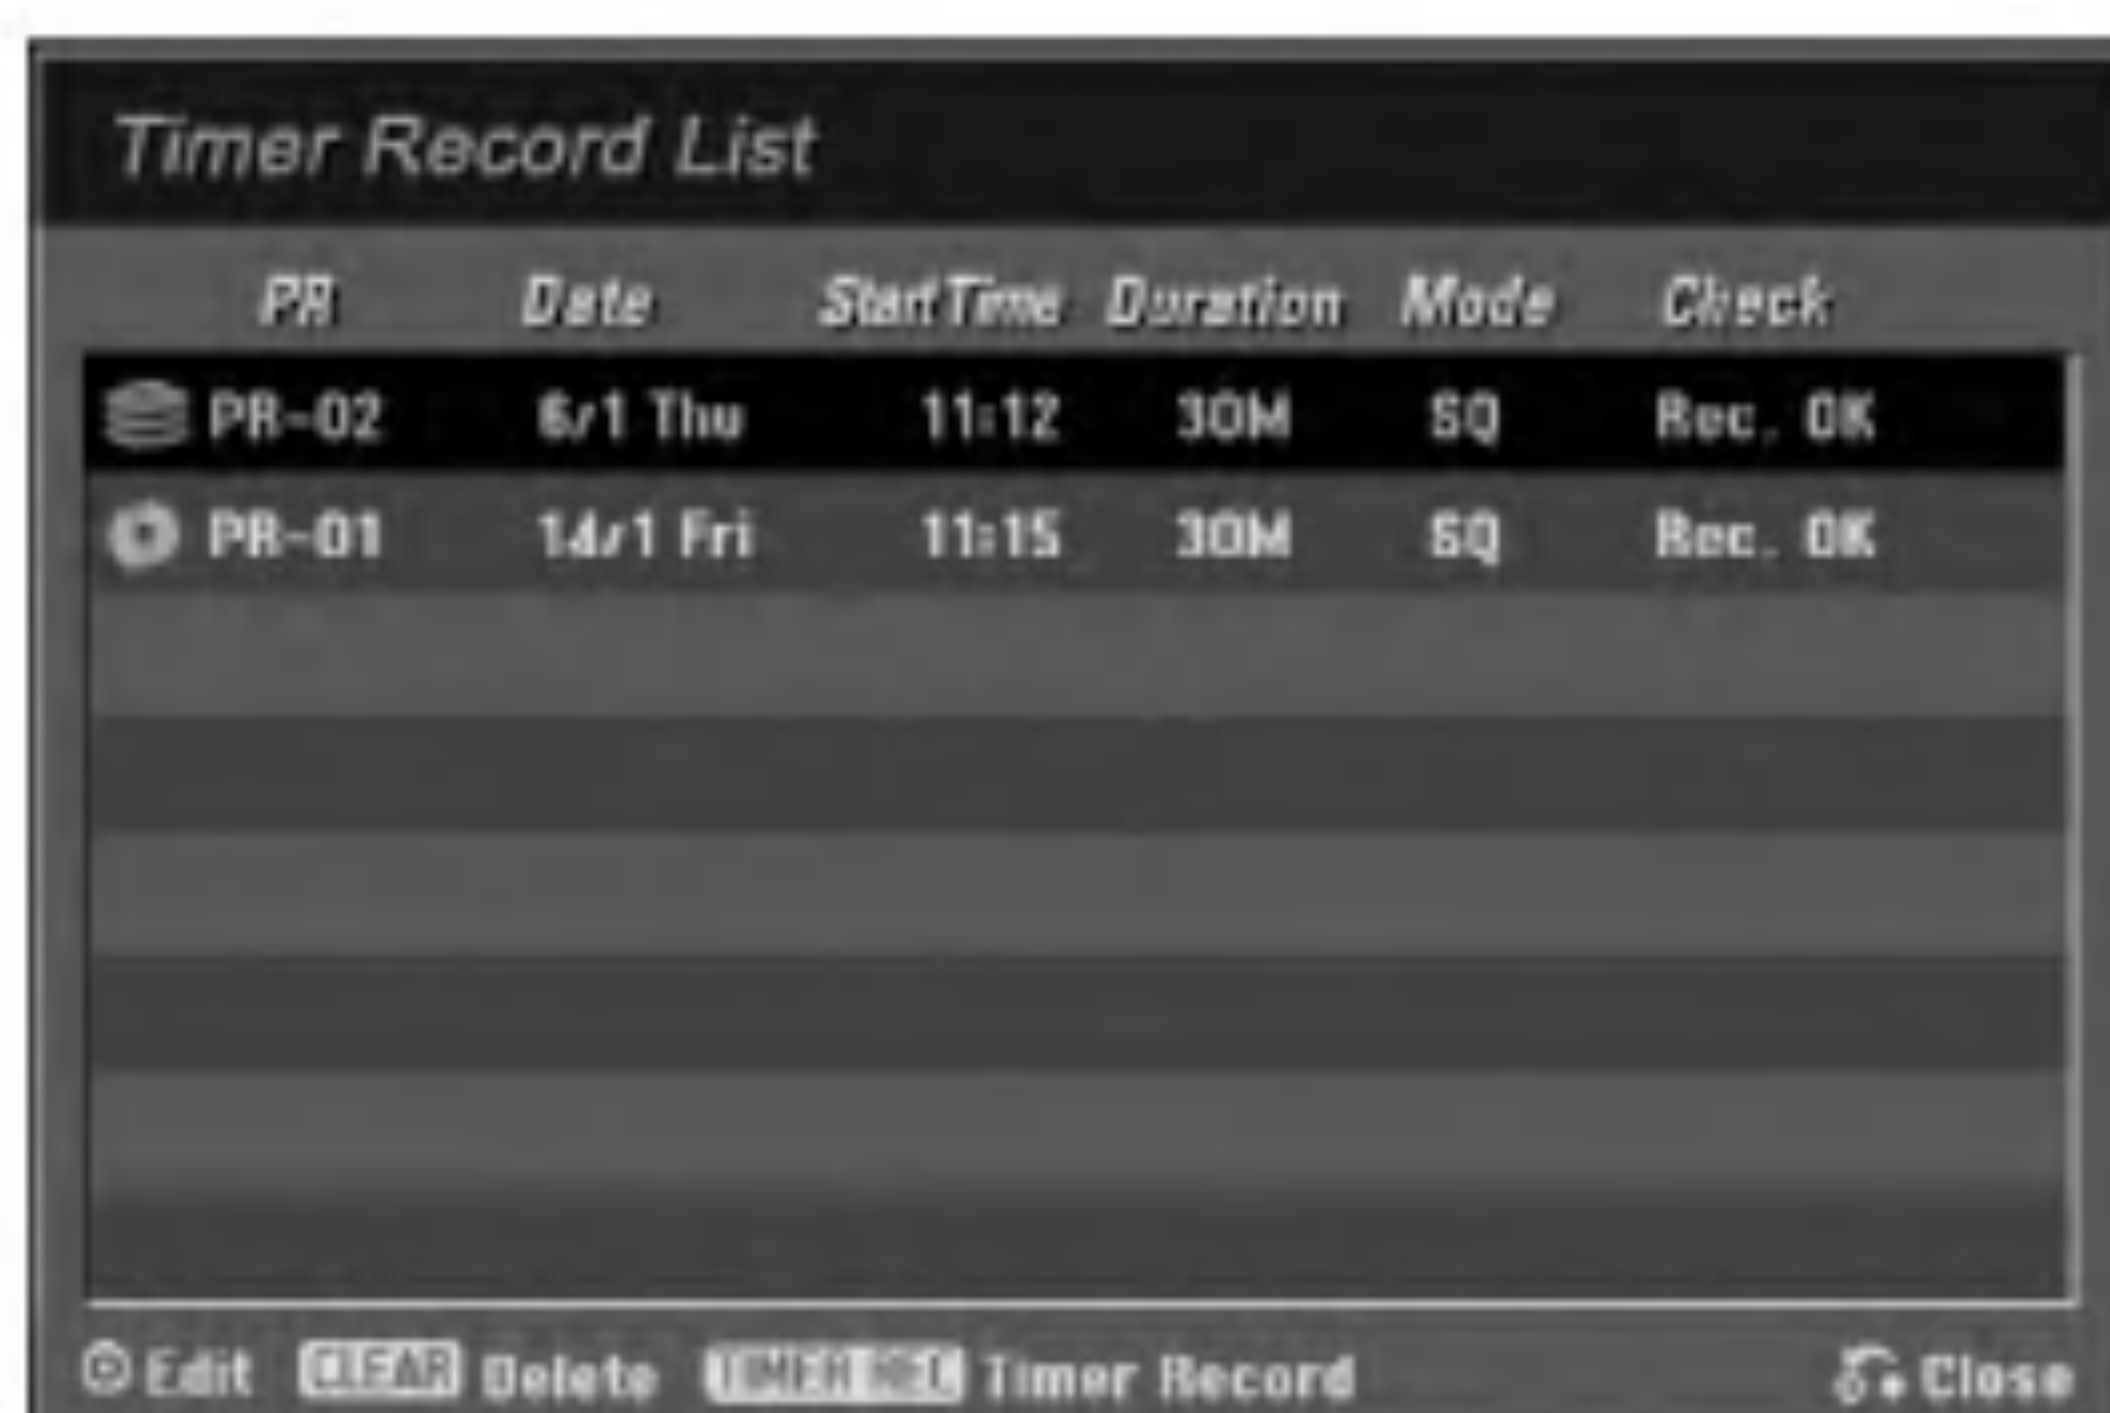 Timer Record List
PR Date Start Time Duration Mode Check
PR-02 6/1 Thu 11:12 30M SQ Rec. OK
PR-01 14/1 Fri 11:15 30M SQ Rec. OK
Edit CLEAR Delete TIMER REC Timer Record Close